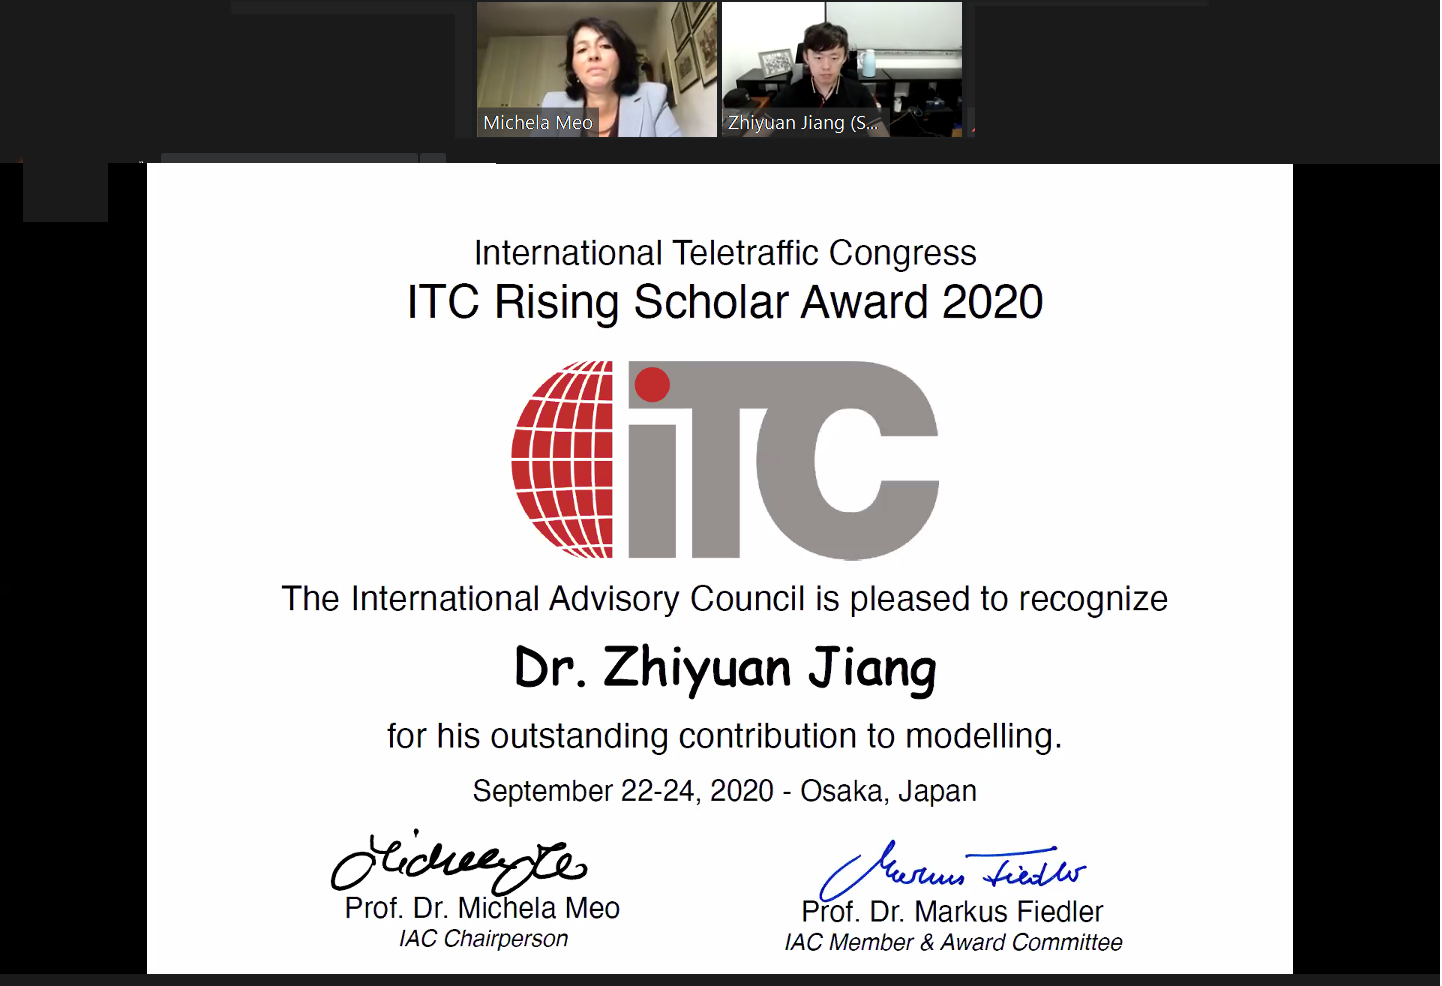 Michela Meo
Zhiyuan Jiang (S...
International Teletraffic Congress
ITC Rising Scholar Award 2020
iTC
The International Advisory Council is pleased to recognize
Dr. Zhiyuan Jiang
for his outstanding contribution to modelling.
September 22-24, 2020 - Osaka, Japan
Michela Meo
Markus Fiedler
Prof. Dr. Michela Meo
Prof. Dr. Markus Fiedler
IAC Chairperson
IAC Member & Award Committee